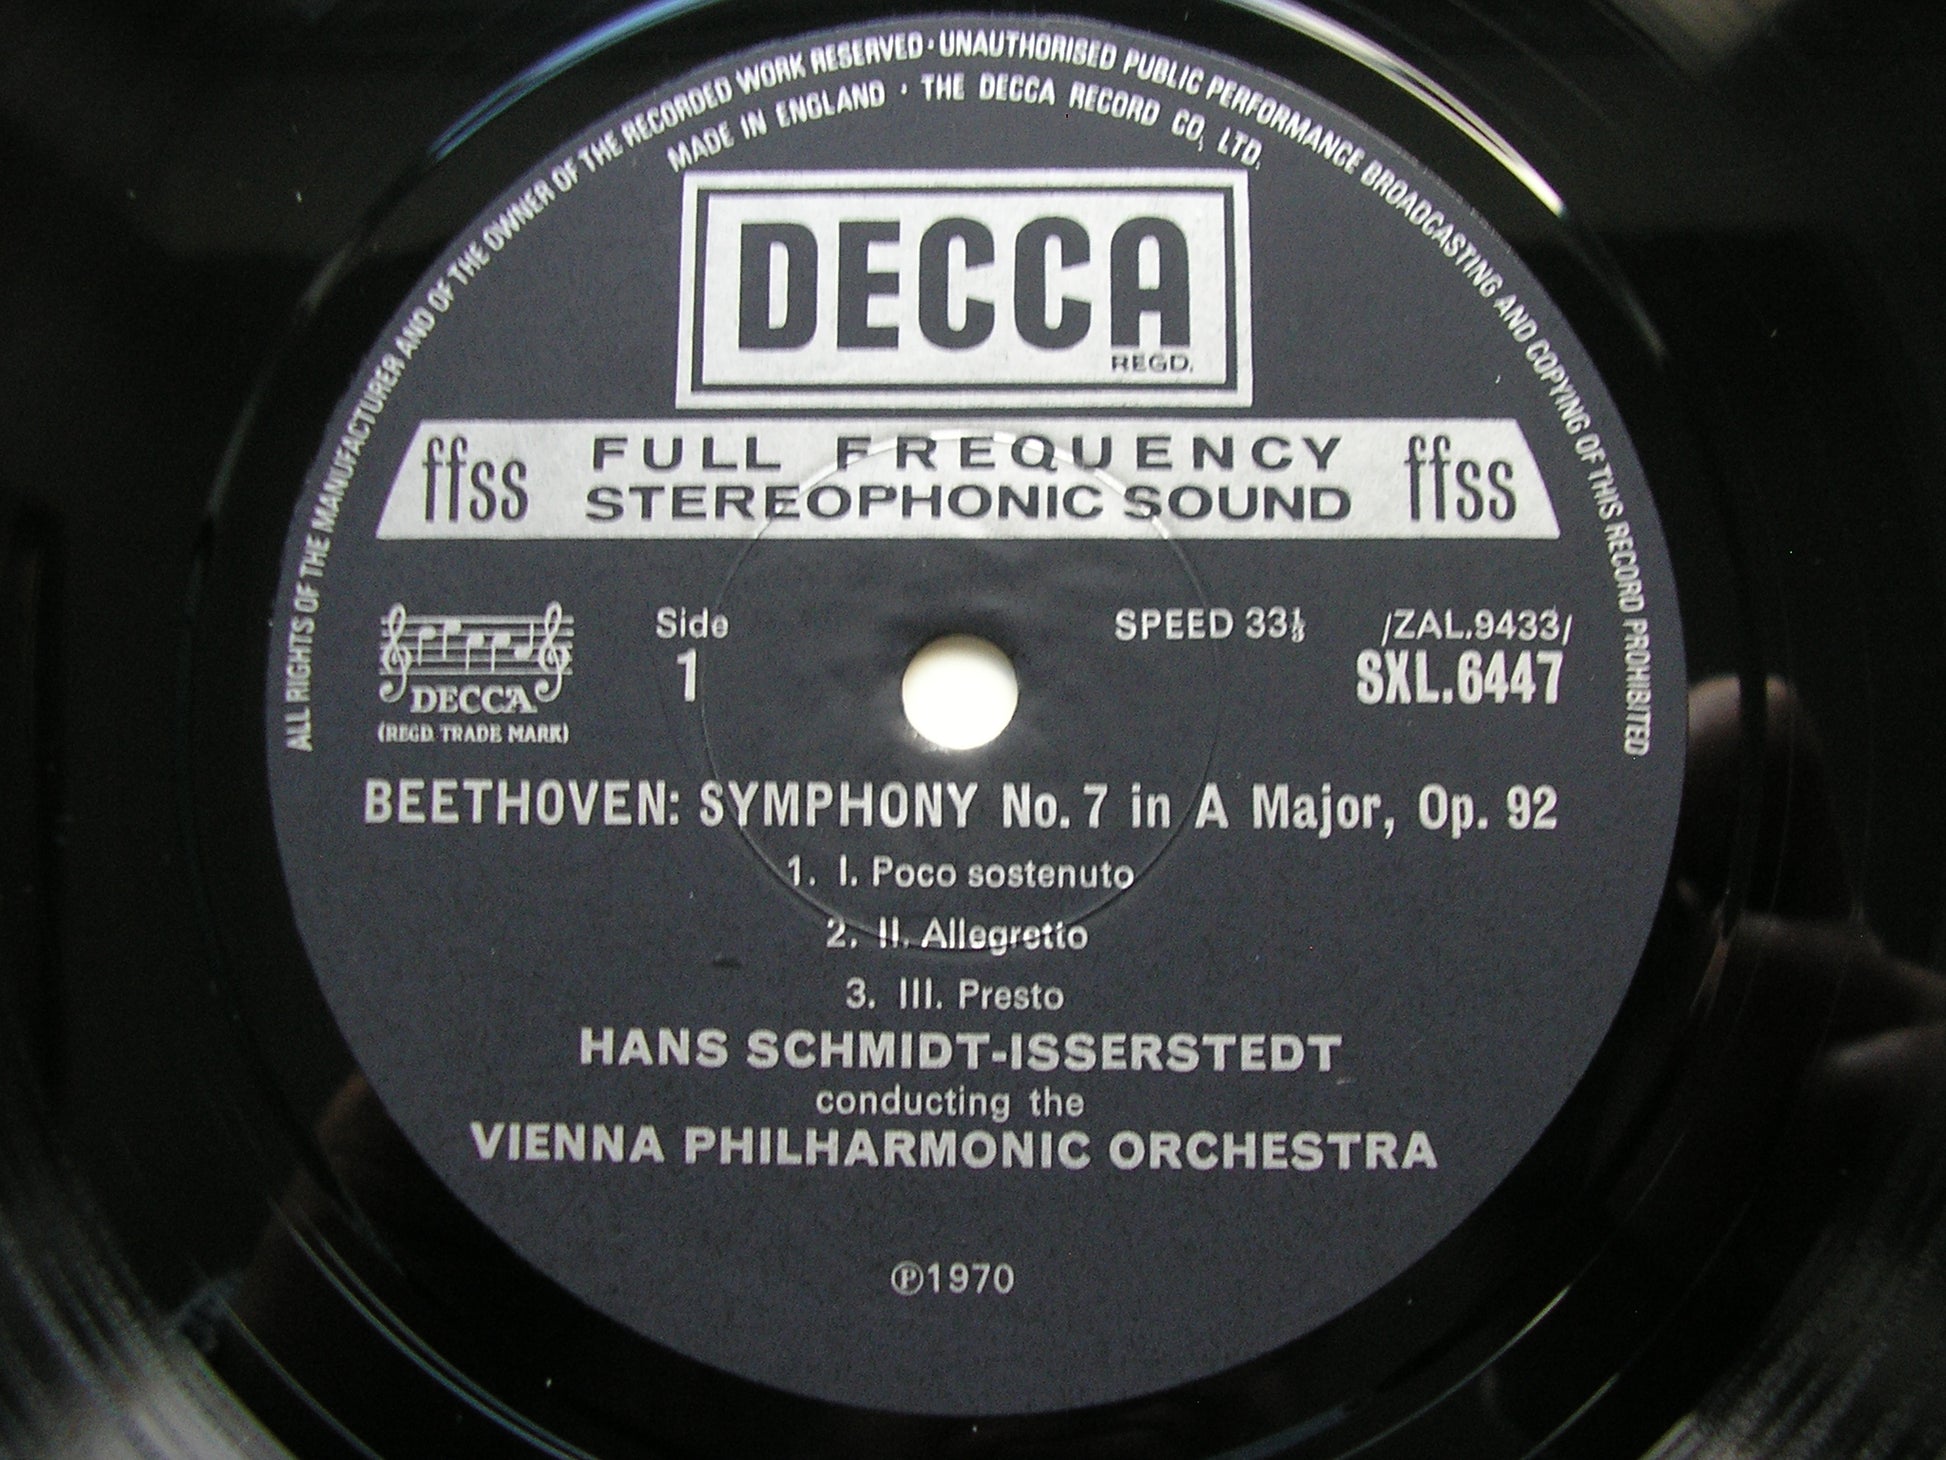 ALL RIGHTS OF THE MANUFACTURER AND OF THE OWNER OF THE RECORDED WORK RESERVED · UNAUTHORISED PUBLIC PERFORMANCE BROADCASTING AND COPYING OF THIS RECORD PROHIBITED
MADE IN ENGLAND · THE DECCA RECORD CO, LTD.
DECCA
REGD.
ffss FULL FREQUENCY STEREOPHONIC SOUND ffss
DECCA
(REGD. TRADE MARK)
Side
1
SPEED 33⅓
/ZAL.9433/
SXL.6447
BEETHOVEN: SYMPHONY No. 7 in A Major, Op. 92
1. I. Poco sostenuto
2. II. Allegretto
3. III. Presto
HANS SCHMIDT-ISSERSTEDT
conducting the
VIENNA PHILHARMONIC ORCHESTRA
℗1970